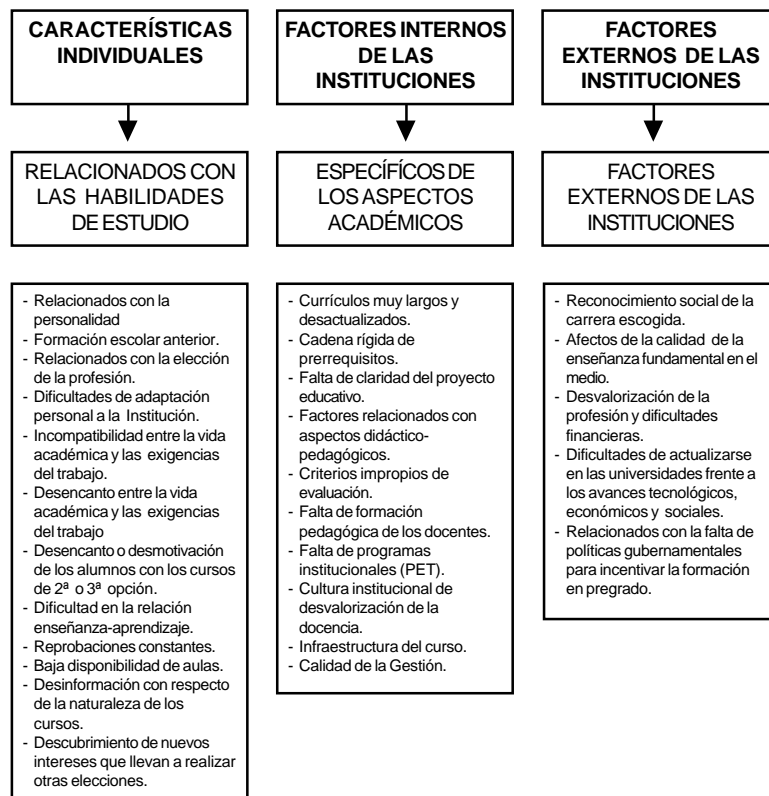 CARACTERÍSTICAS
INDIVIDUALES
RELACIONADOS CON
LAS HABILIDADES
DE ESTUDIO
- Relacionados con la
personalidad
- Formación escolar anterior.
- Relacionados con la elección
de la profesión.
- Dificultades de adaptación
personal a la Institución.
- Incompatibilidad entre la vida
académica y las exigencias
del trabajo.
- Desencanto entre la vida
académica y las exigencias
del trabajo
- Desencanto o desmotivación
de los alumnos con los cursos
de 2ª o 3ª opción.
- Dificultad en la relación
enseñanza-aprendizaje.
- Reprobaciones constantes.
- Baja disponibilidad de aulas.
- Desinformación con respecto
de la naturaleza de los
cursos.
- Descubrimiento de nuevos
intereses que llevan a realizar
otras elecciones.
FACTORES INTERNOS
DE LAS
INSTITUCIONES
ESPECÍFÍCOS DE
LOS ASPECTOS
ACADÉMICOS
- Currículos muy largos y
desactualizados.
- Cadena rígida de
prerrequisitos.
- Falta de claridad del proyecto
educativo.
- Factores relacionados con
aspectos didáctico-
pedagógicos.
- Criterios impropios de
evaluación.
- Falta de formación
pedagógica de los docentes.
- Falta de programas
institucionales (PET).
- Cultura institucional de
desvalorización de la
docencia.
- Infraestructura del curso.
- Calidad de la Gestión.
FACTORES
EXTERNOS DE LAS
INSTITUCIONES
FACTORES
EXTERNOS DE LAS
INSTITUCIONES
- Reconocimiento social de la
carrera escogida.
- Afectos de la calidad de la
enseñanza fundamental en el
medio.
- Desvalorización de la
profesión y dificultades
financieras.
- Dificultades de actualizarse
en las universidades frente a
los avances tecnológicos,
económicos y sociales.
- Relacionados con la falta de
políticas gubernamentales
para incentivar la formación
en pregrado.